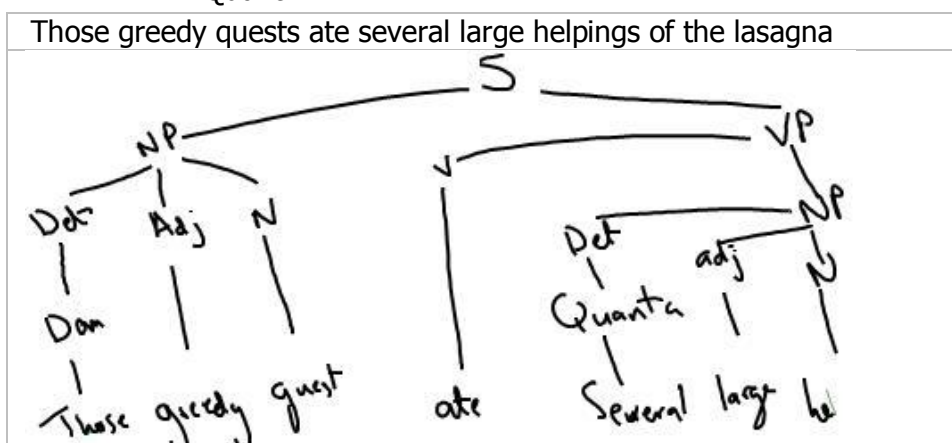 Those greedy quests ate several large helpings of the lasagna
S
NP VP
V
Det Adj N Det adj NP
N
Quanta
Those greedy guest ate Several large he